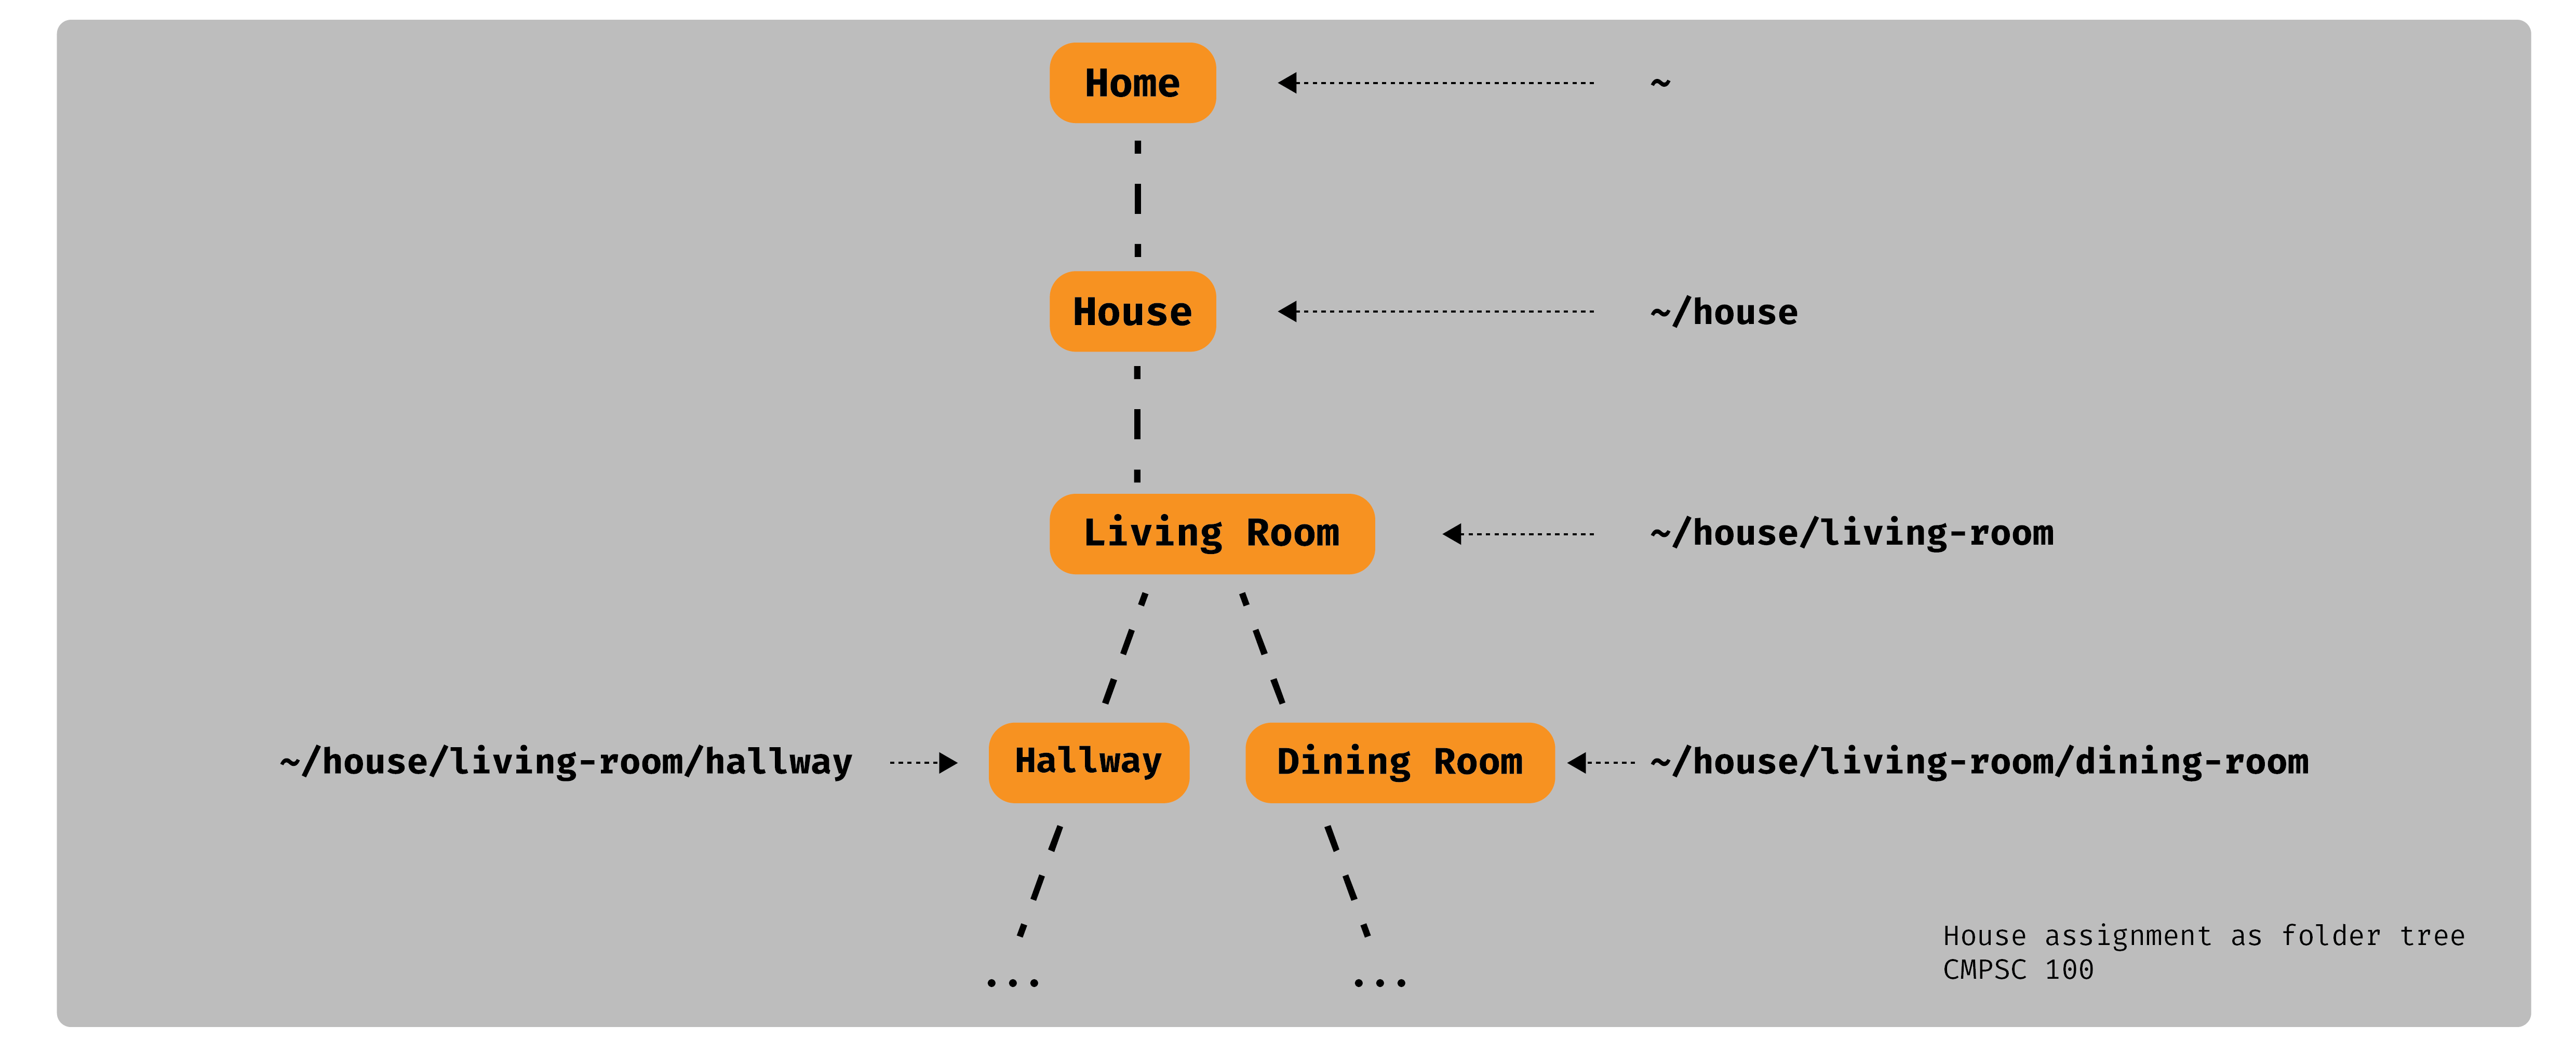 Home
~
House
~/house
Living Room
~/house/living-room
~/house/living-room/hallway
Hallway
Dining Room
~/house/living-room/dining-room
...
...
House assignment as folder tree
CMPSC 100